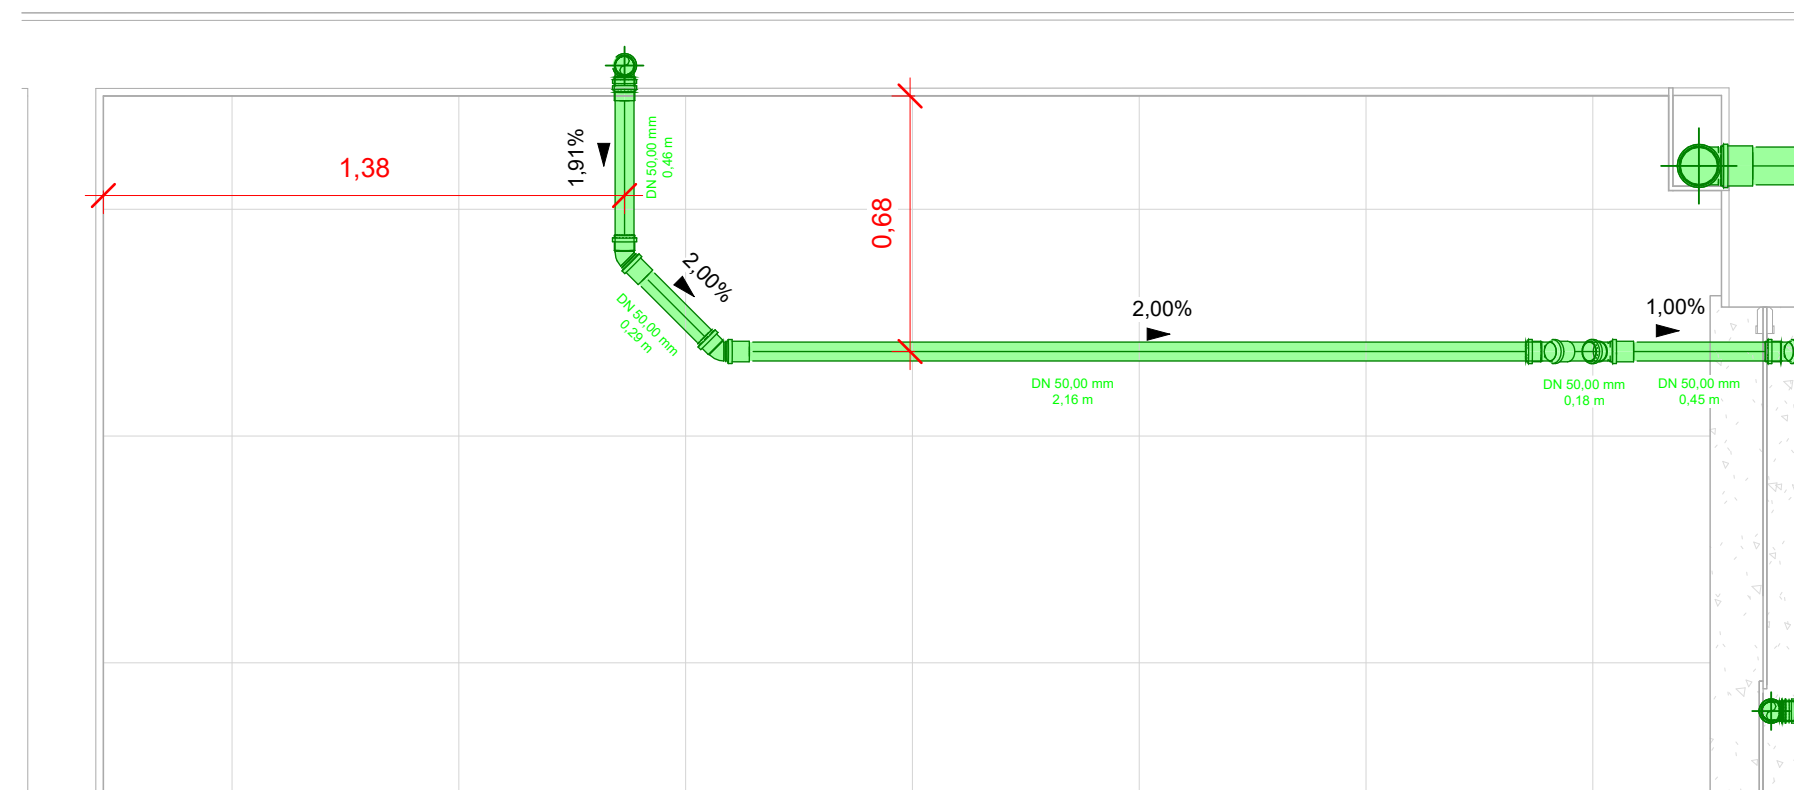 1,38
1,91%
DN 50,00 mm
0,46 m
0,68
2,00%
DN 50,00 mm
0,29 m
2,00%
DN 50,00 mm
2,16 m
DN 50,00 mm
0,18 m
1,00%
DN 50,00 mm
0,45 m